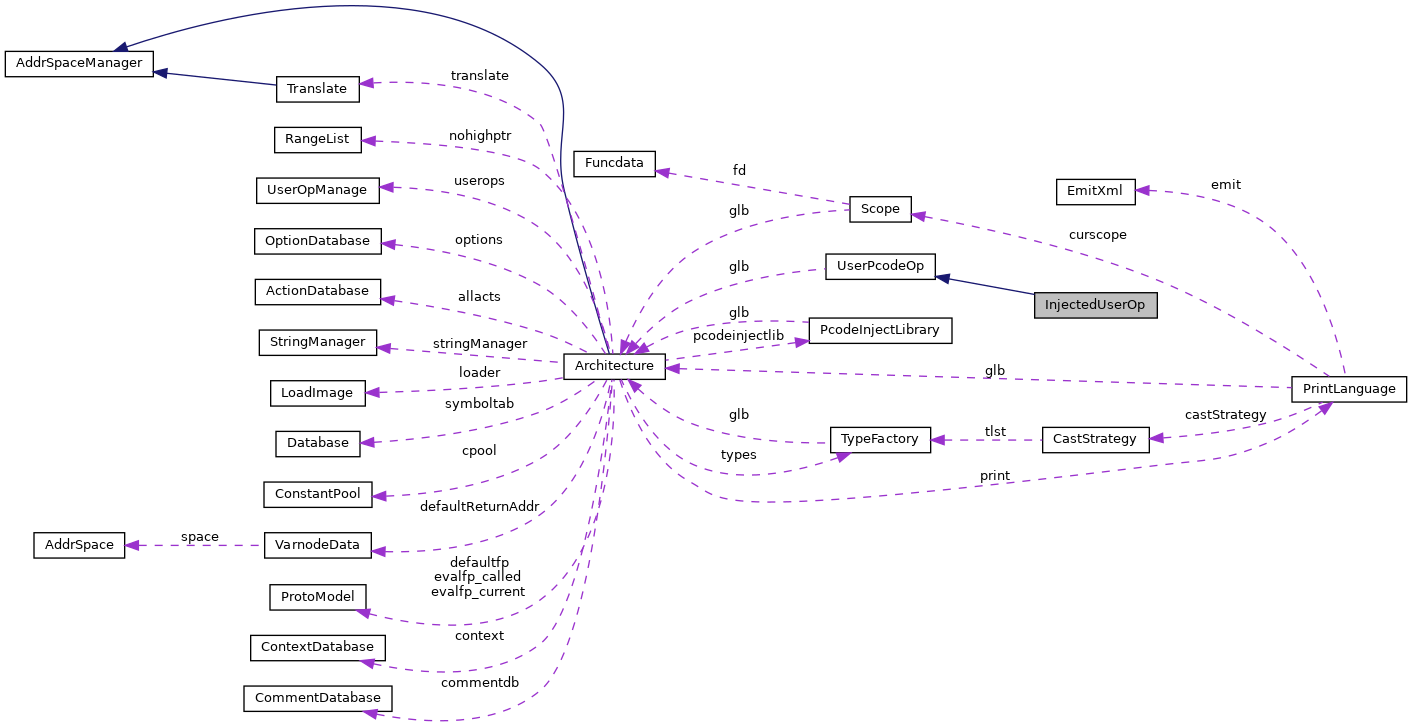 AddrSpaceManager
translate
Translate
nohighptr
RangeList
Funcdata
fd
userops
UserOpManage
emit
EmitXml
glb
Scope
curscope
options
OptionDatabase
glb
UserPcodeOp
allacts
ActionDatabase
InjectedUserOp
glb
PcodeInjectLibrary
stringManager
StringManager
pcodeinjectlib
Architecture
loader
LoadImage
glb
PrintLanguage
symboltab
Database
glb
castStrategy
TypeFactory
tlst
CastStrategy
cpool
types
print
ConstantPool
defaultReturnAddr
space
AddrSpace
VarnodeData
defaultfp
evalfp_called
evalfp_current
ProtoModel
context
ContextDatabase
commentdb
CommentDatabase